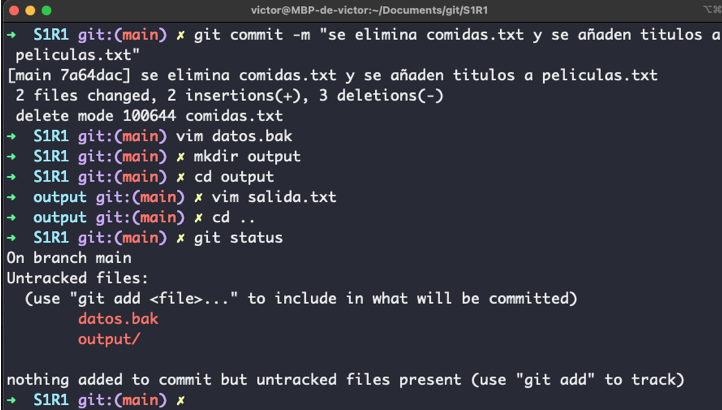 victor@MBP-de-victor:~/Documents/git/S1R1
⌥⌘
➜ S1R1 git:(main) ✗ git commit -m "se elimina comidas.txt y se añaden titulos a
peliculas.txt"
[main 7a64dac] se elimina comidas.txt y se añaden titulos a peliculas.txt
2 files changed, 2 insertions(+), 3 deletions(-)
delete mode 100644 comidas.txt
➜ S1R1 git:(main) vim datos.bak
➜ S1R1 git:(main) ✗ mkdir output
➜ S1R1 git:(main) ✗ cd output
➜ output git:(main) ✗ vim salida.txt
➜ output git:(main) ✗ cd ..
➜ S1R1 git:(main) ✗ git status
On branch main
Untracked files:
(use "git add <file>..." to include in what will be committed)
datos.bak
output/
nothing added to commit but untracked files present (use "git add" to track)
➜ S1R1 git:(main) ✗